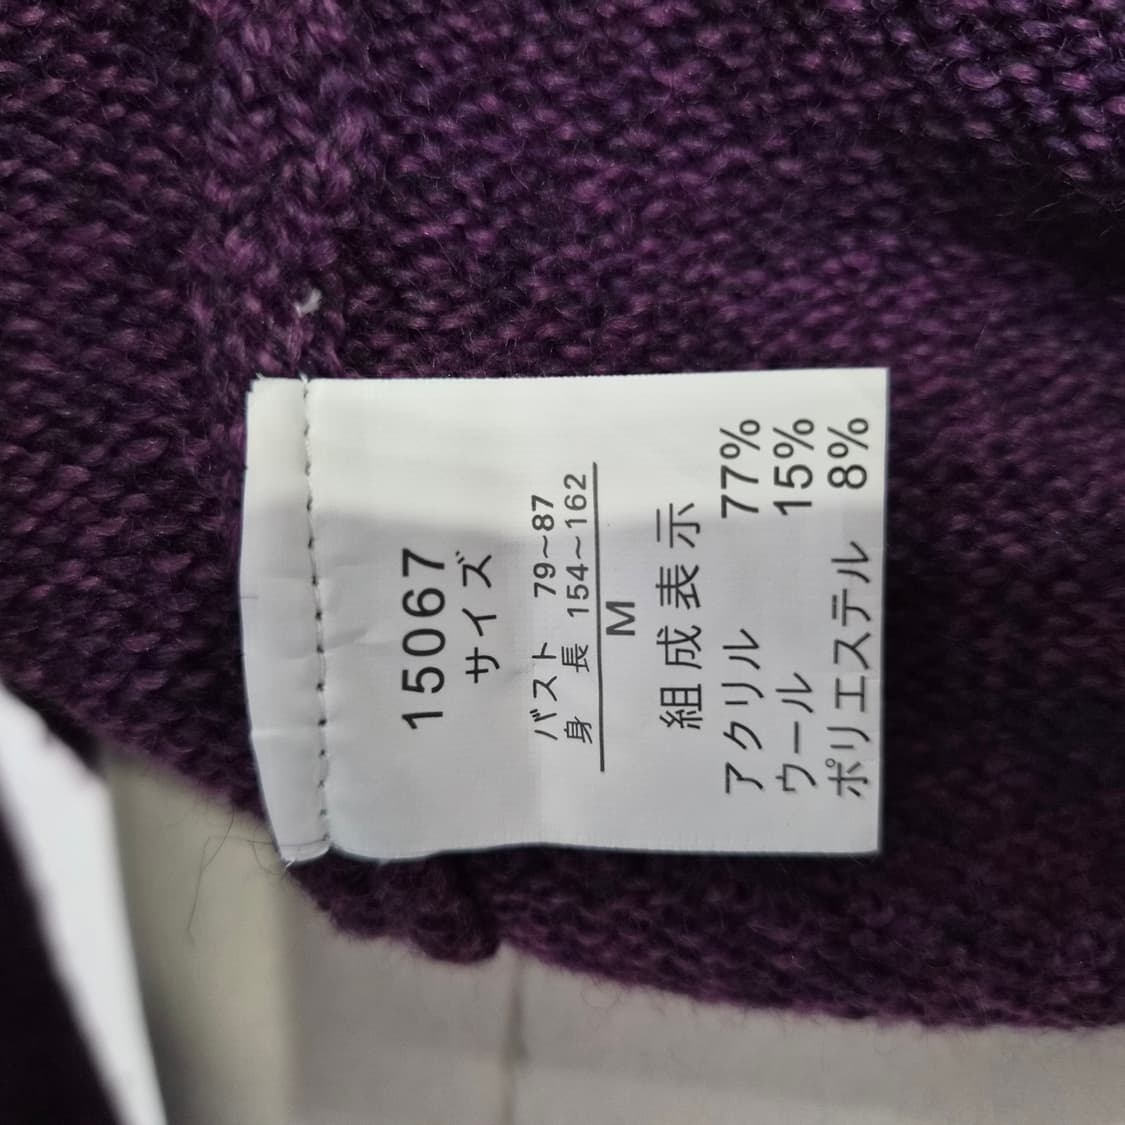 15067
サイズ
バスト 79~87
身 長 154~162
M
組成表示
アクリル 77%
ウール 15%
ポリエステル 8%